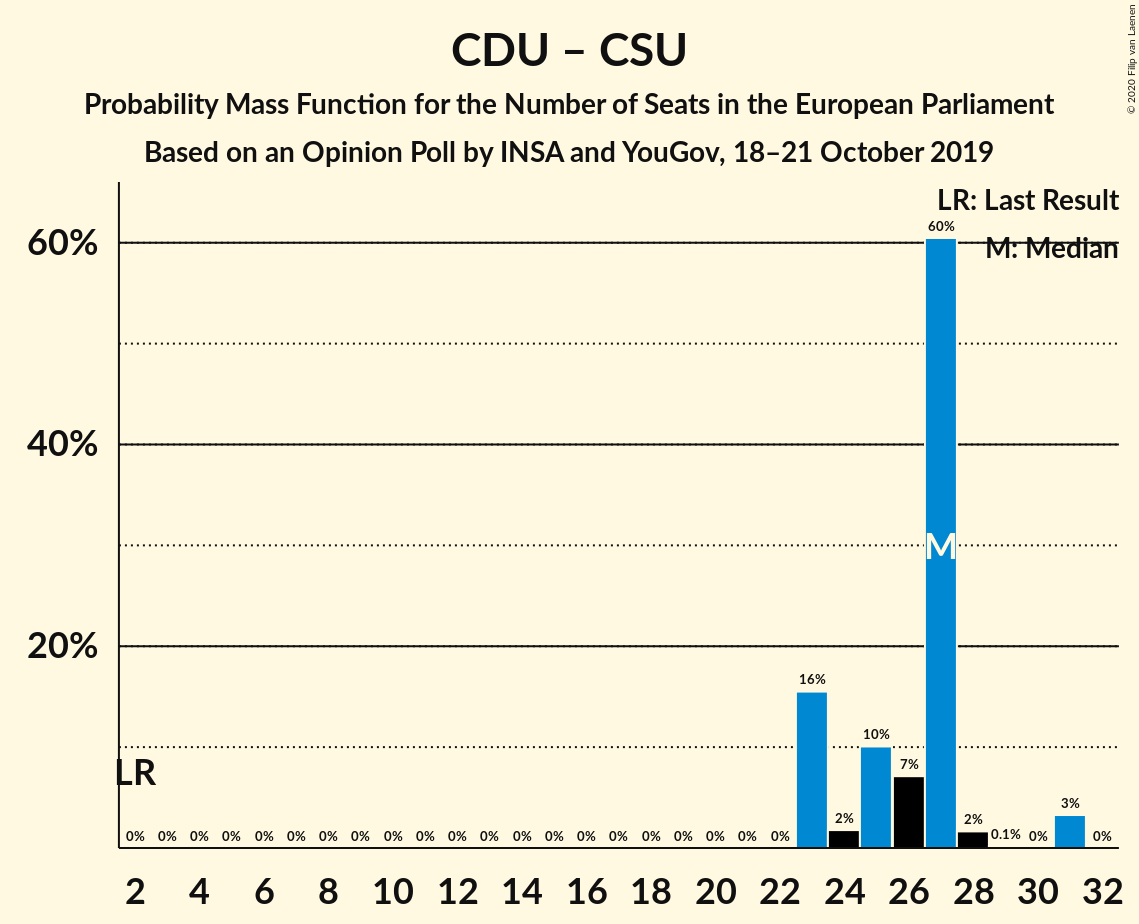 CDU – CSU
Probability Mass Function for the Number of Seats in the European Parliament
Based on an Opinion Poll by INSA and YouGov, 18–21 October 2019
© 2020 Filip van Laenen
LR: Last Result
M: Median
60%
40%
20%
60%
M
16%
10%
7%
LR
3%
2%
2%
0.1%
0% 0% 0% 0% 0% 0% 0% 0% 0% 0% 0% 0% 0% 0% 0% 0% 0% 0% 0% 0% 0% 0% 0%
2 4 6 8 10 12 14 16 18 20 22 24 26 28 30 32